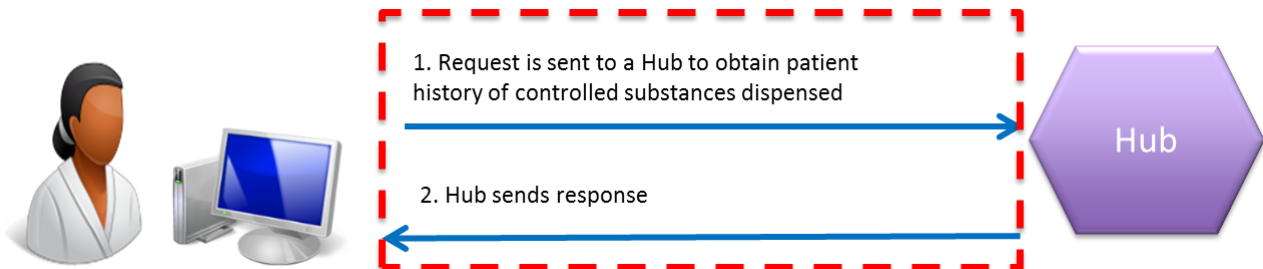 1. Request is sent to a Hub to obtain patient
history of controlled substances dispensed
Hub
2. Hub sends response